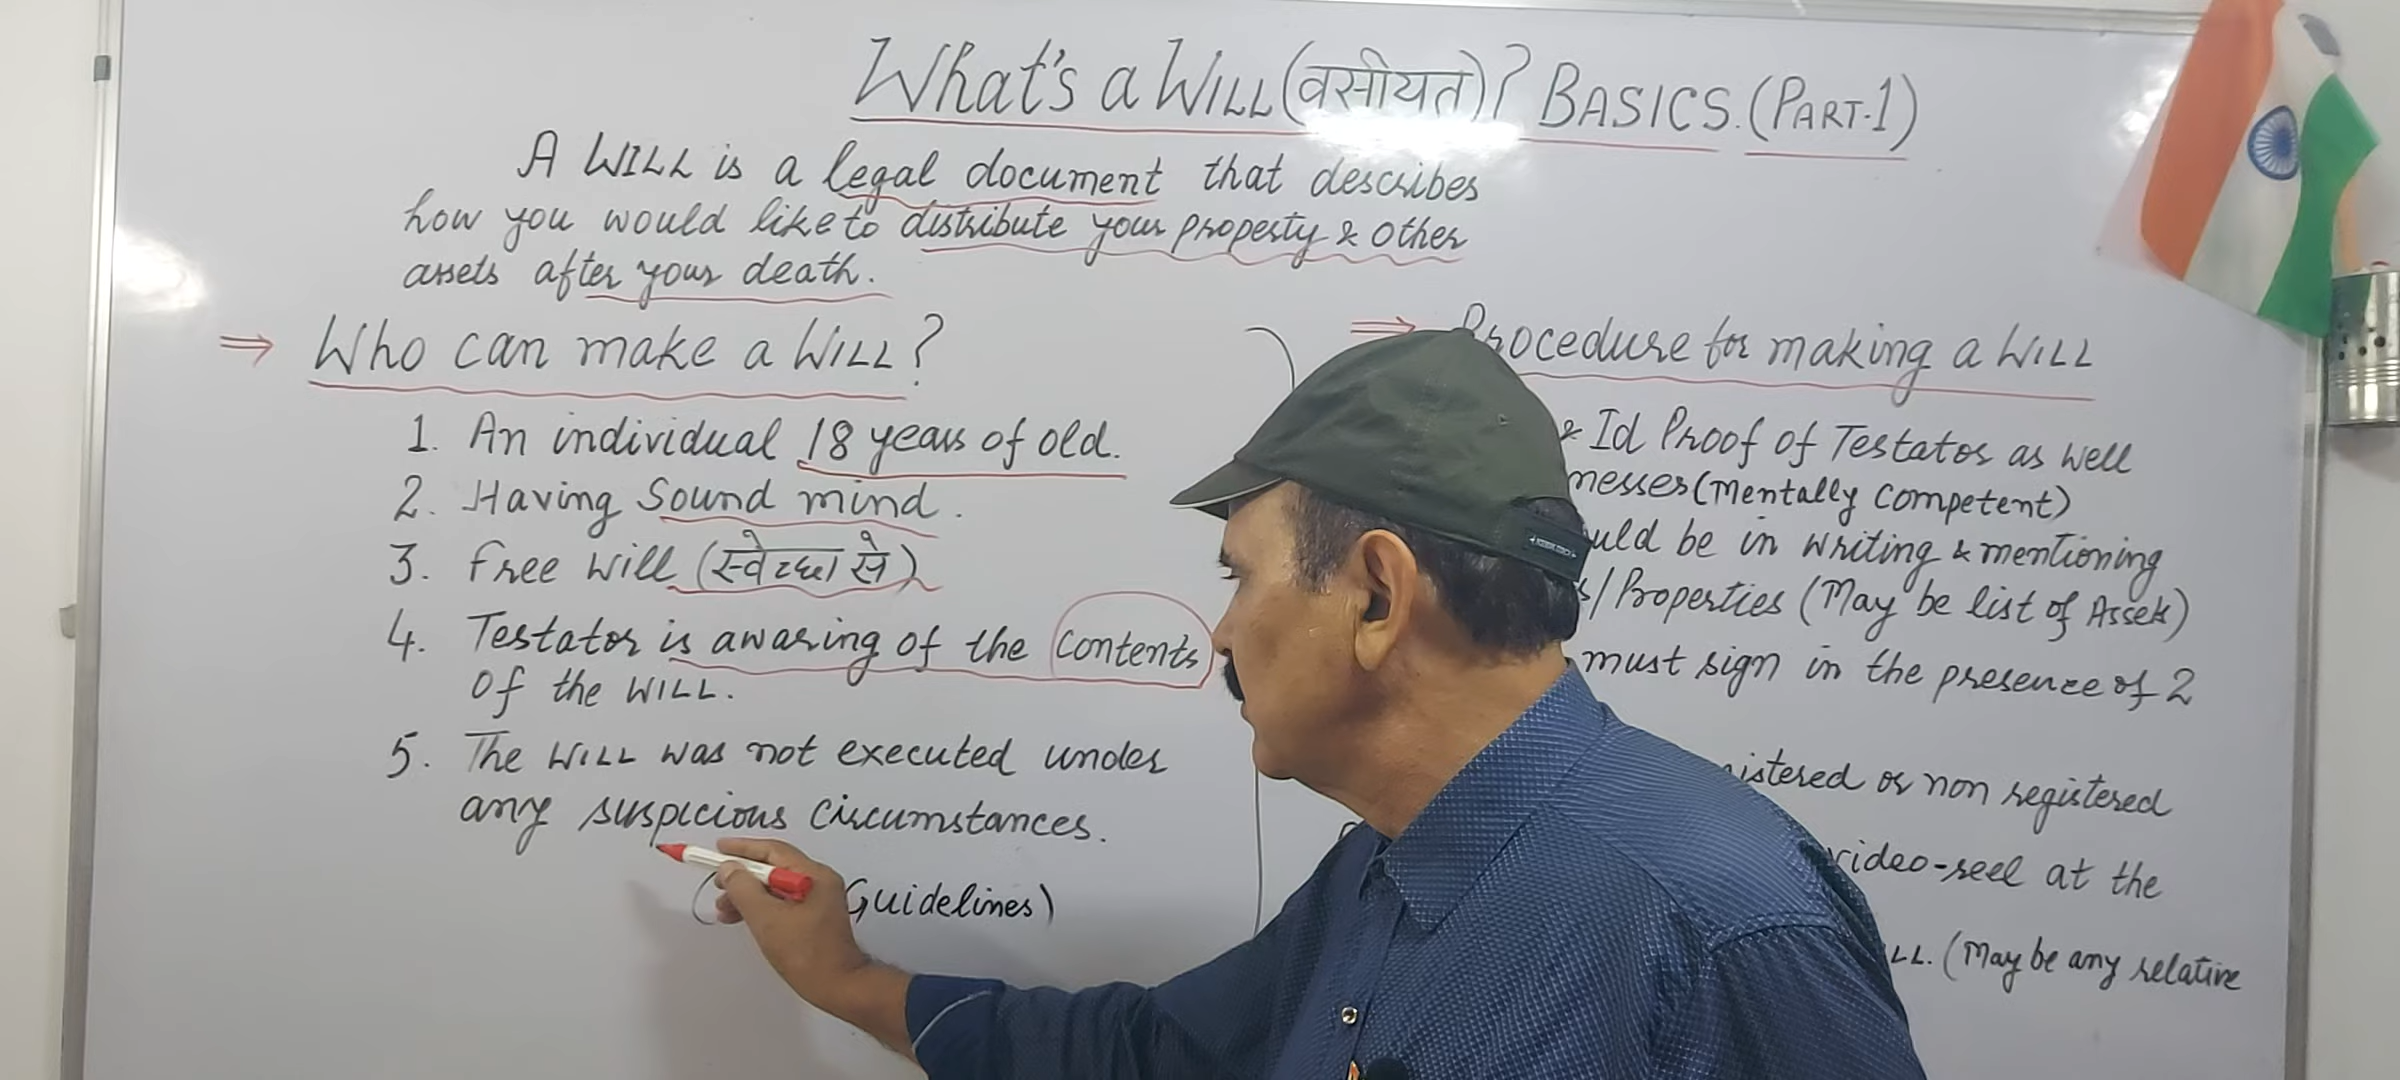 What's a WILL (वसीयत)? BASICS. (PART-1)
A WILL is a legal document that describes
how you would like to distribute your property & other
assets after your death.
⇒ Who can make a WILL?
1. An individual 18 years of old.
2. Having Sound mind.
3. free will (स्वेच्छा से)
4. Testator is awaring of the contents
of the WILL.
5. The WILL was not executed under
any suspicious circumstances.
Guidelines)
⇒ Procedure for making a WILL
& Id Proof of Testator as well
nesses (Mentally Competent)
uld be in writing & mentioning
s/Properties (May be list of Assets)
must sign in the presence of 2
istered or non registered
video-reel at the
LL. (May be any relative